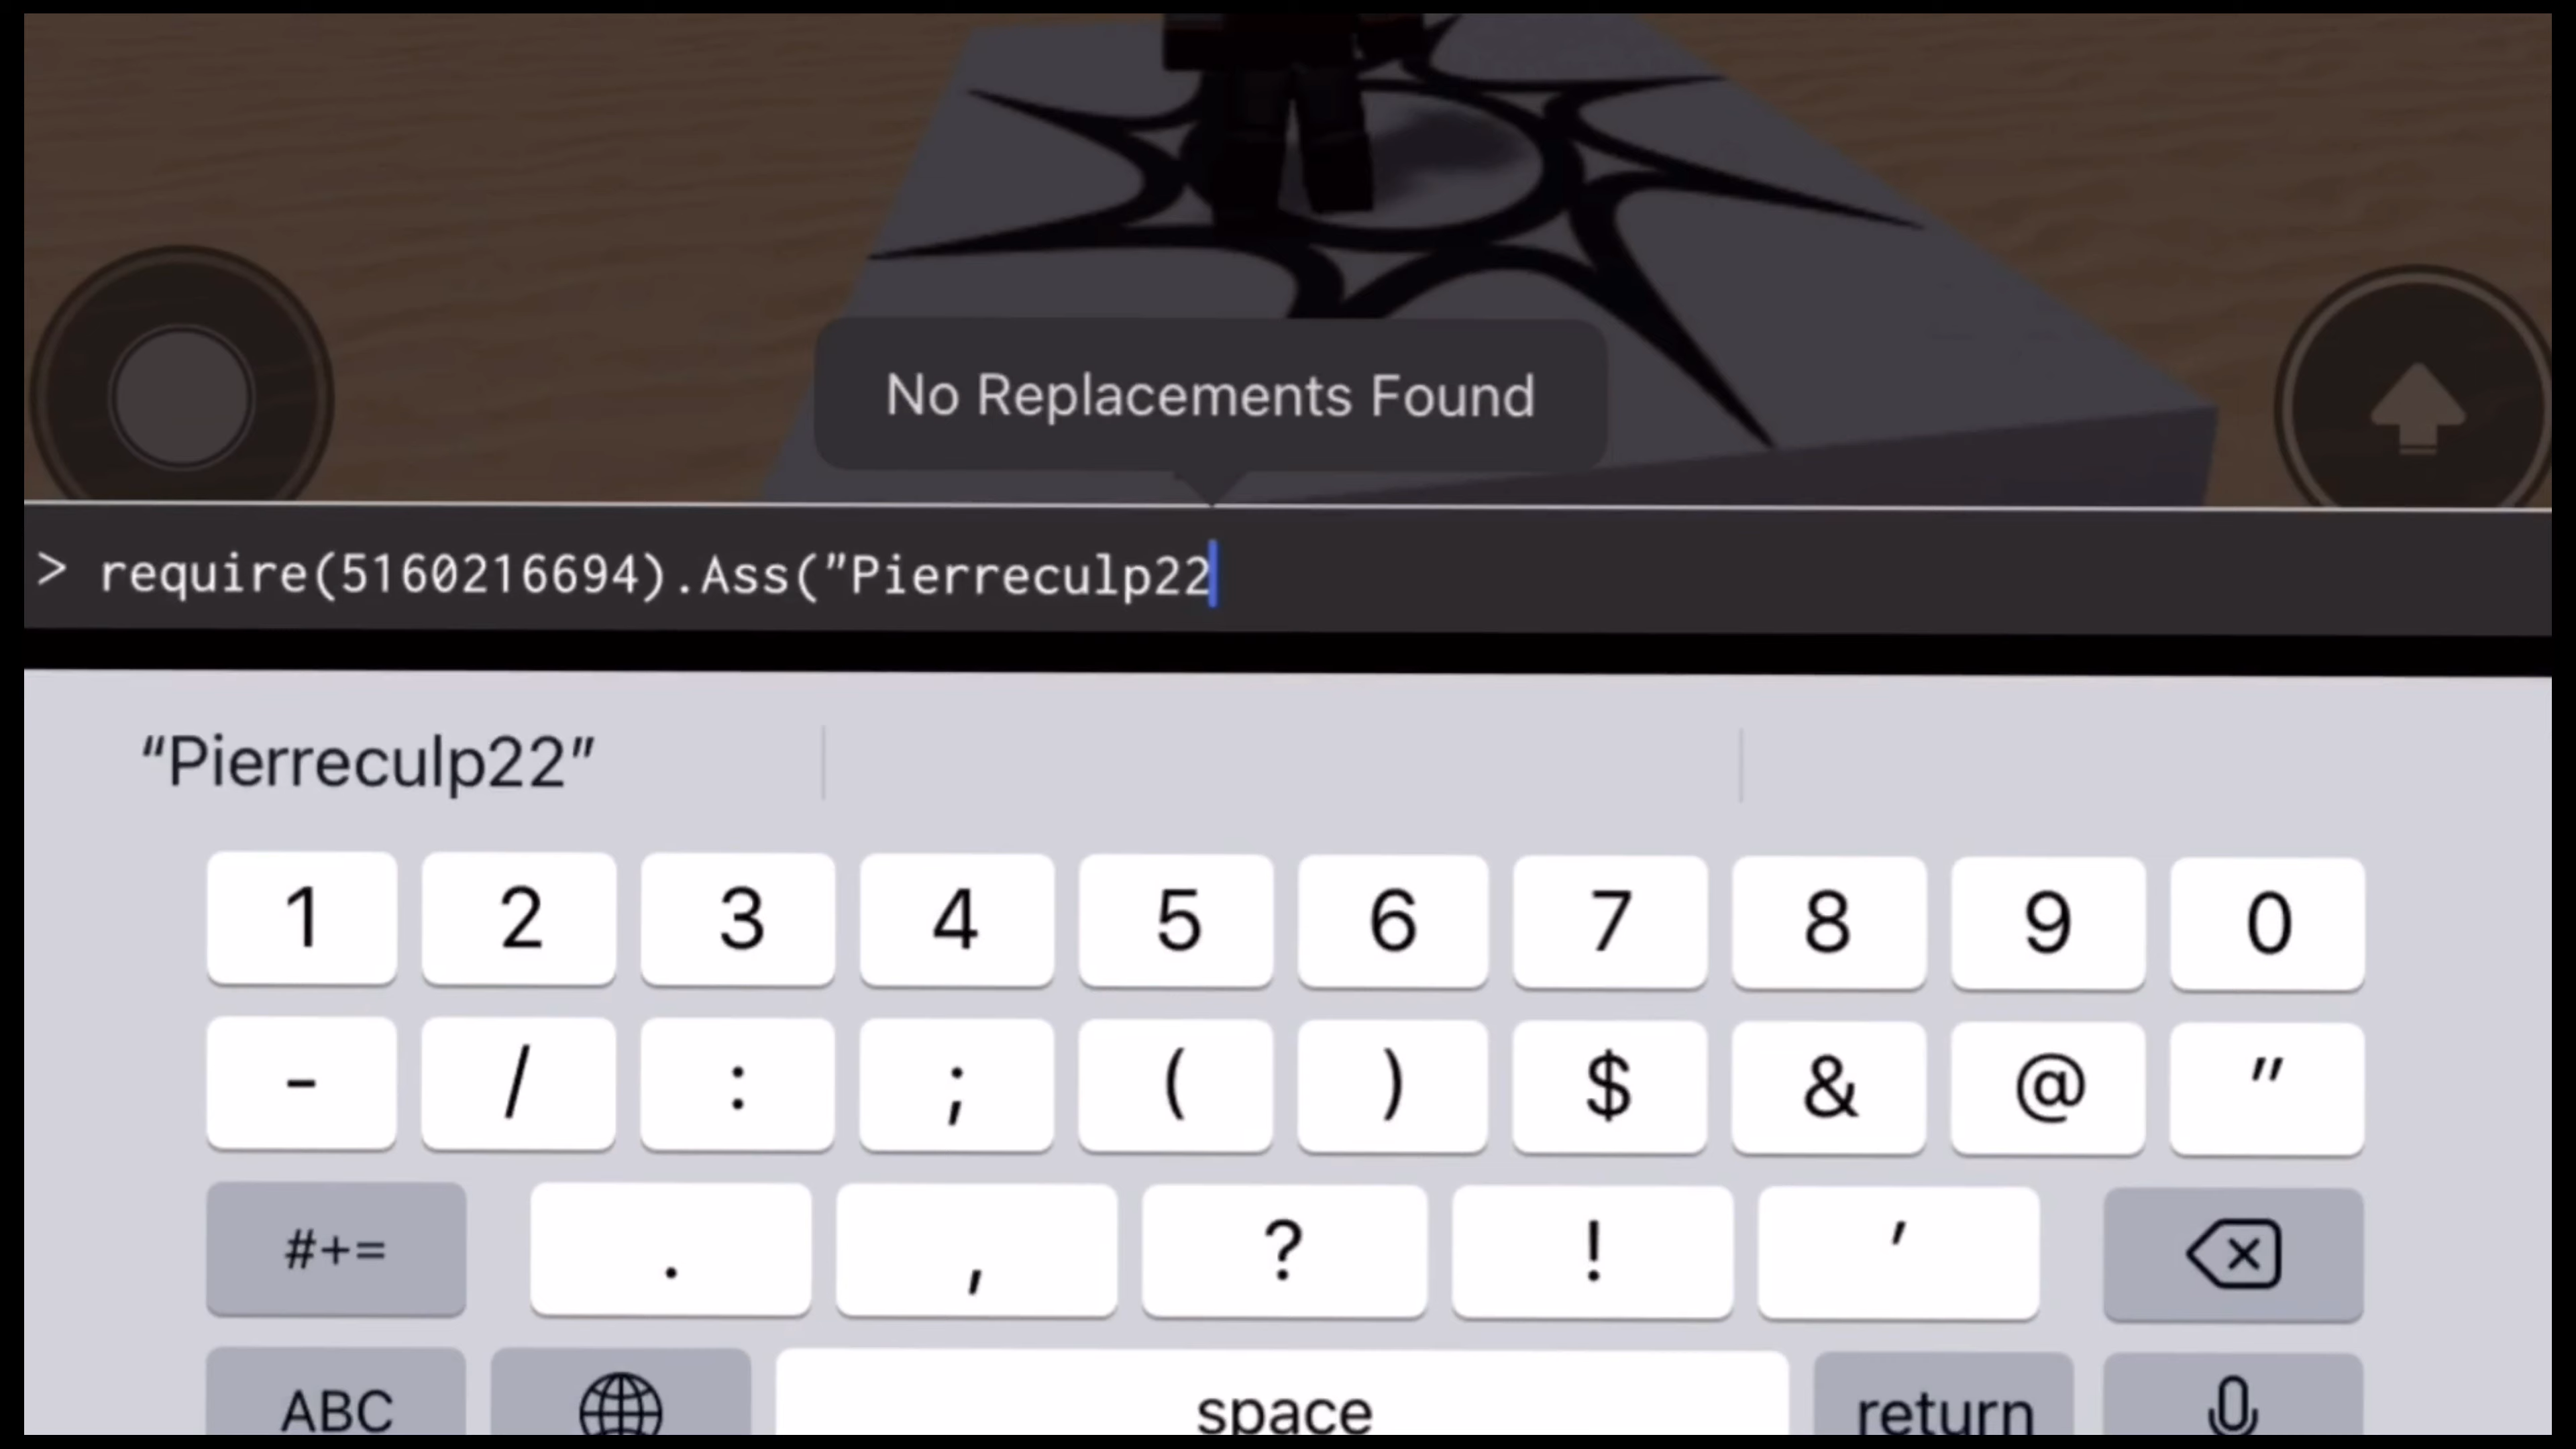 No Replacements Found
> require(5160216694).Ass("Pierreculp22
“Pierreculp22”
1 2 3 4 5 6 7 8 9 0
- / : ; ( ) $ & @ "
#+= . , ? ! '
ABC space return